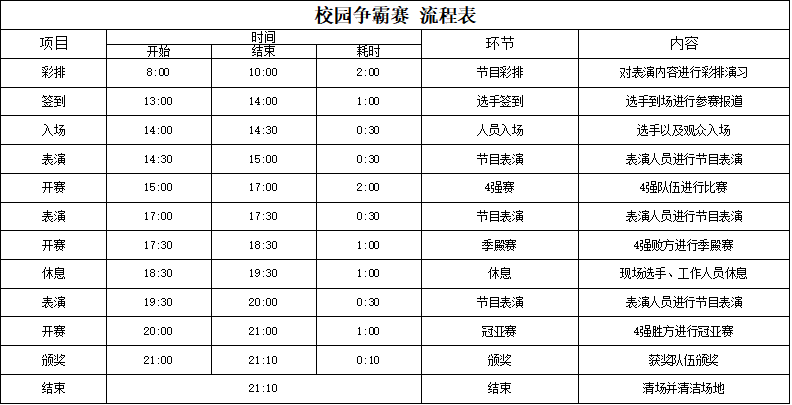 校园争霸赛 流程表
项目 时间 环节 内容
开始 结束 耗时
彩排 8:00 10:00 2:00 节目彩排 对表演内容进行彩排演习
签到 13:00 14:00 1:00 选手签到 选手到场进行参赛报道
入场 14:00 14:30 0:30 人员入场 选手以及观众入场
表演 14:30 15:00 0:30 节目表演 表演人员进行节目表演
开赛 15:00 17:00 2:00 4强赛 4强队伍进行比赛
表演 17:00 17:30 0:30 节目表演 表演人员进行节目表演
开赛 17:30 18:30 1:00 季殿赛 4强败方进行季殿赛
休息 18:30 19:30 1:00 休息 现场选手、工作人员休息
表演 19:30 20:00 0:30 节目表演 表演人员进行节目表演
开赛 20:00 21:00 1:00 冠亚赛 4强胜方进行冠亚赛
颁奖 21:00 21:10 0:10 颁奖 获奖队伍颁奖
结束 21:10 结束 清场并清洁场地